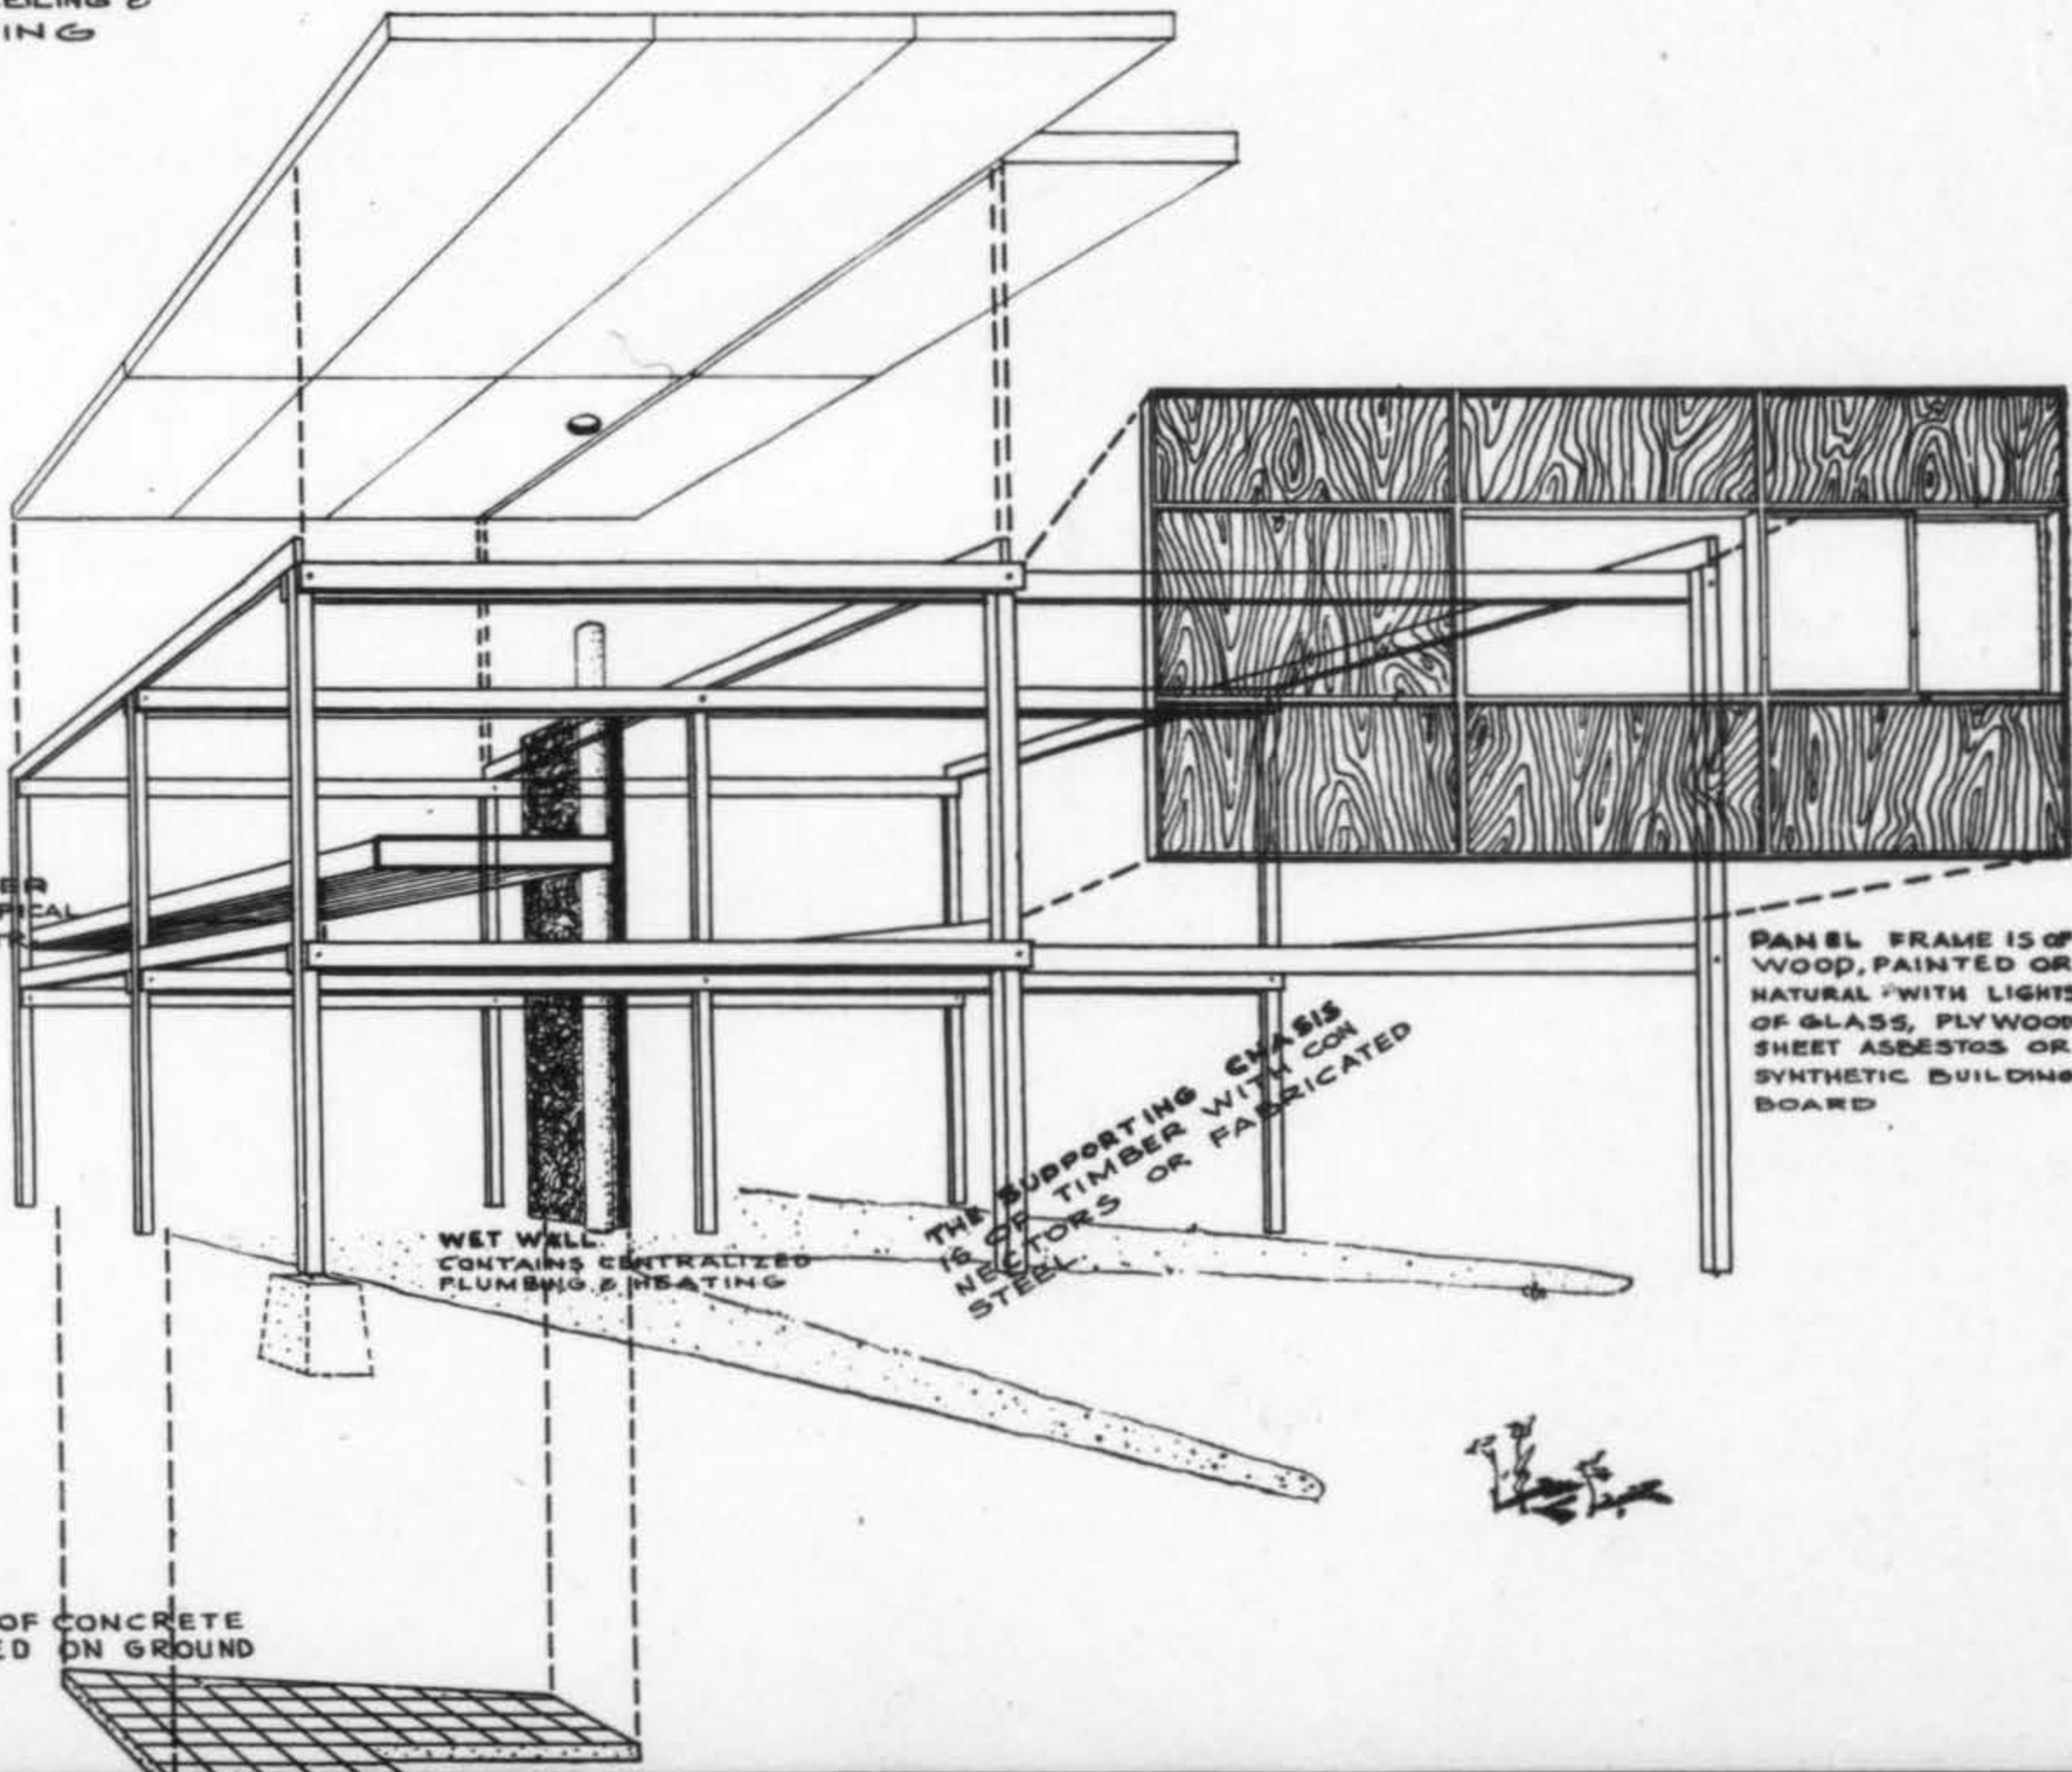 ING
PANEL FRAME IS OF
WOOD, PAINTED OR
NATURAL WITH LIGHTS
OF GLASS, PLYWOOD
SHEET ASBESTOS OR
SYNTHETIC BUILDING
BOARD
THE SUPPORTING CHASIS
IS OF TIMBER WITH CON
NECTORS OR FABRICATED
STEEL.
WET WALL.
CONTAINS CENTRALIZED
PLUMBING & HEATING
OF CONCRETE
ED ON GROUND